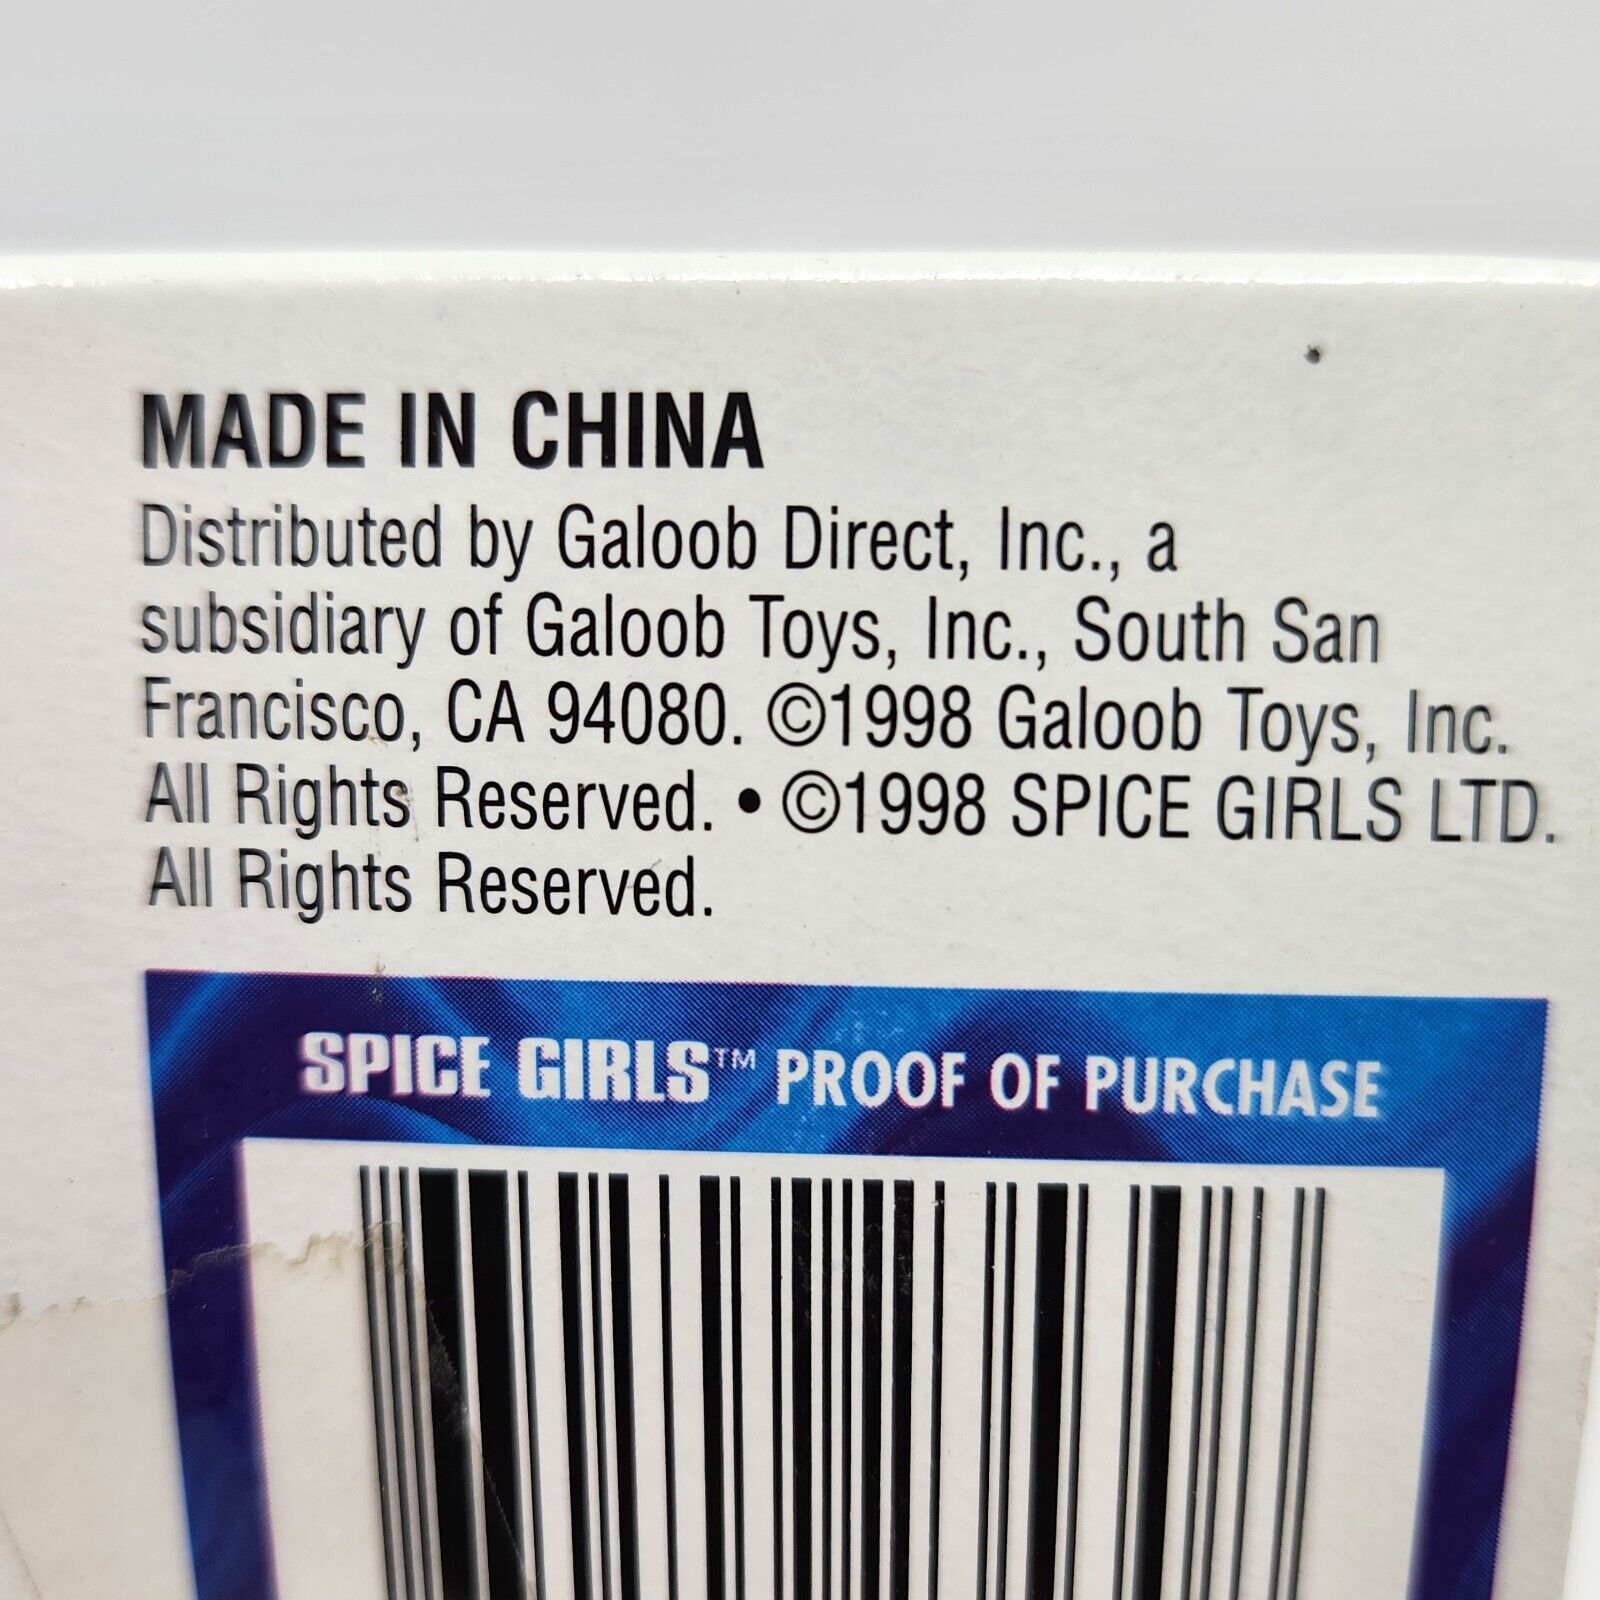 MADE IN CHINA
Distributed by Galoob Direct, Inc., a
subsidiary of Galoob Toys, Inc., South San
Francisco, CA 94080. ©1998 Galoob Toys, Inc.
All Rights Reserved. • ©1998 SPICE GIRLS LTD.
All Rights Reserved.
SPICE GIRLS™ PROOF OF PURCHASE